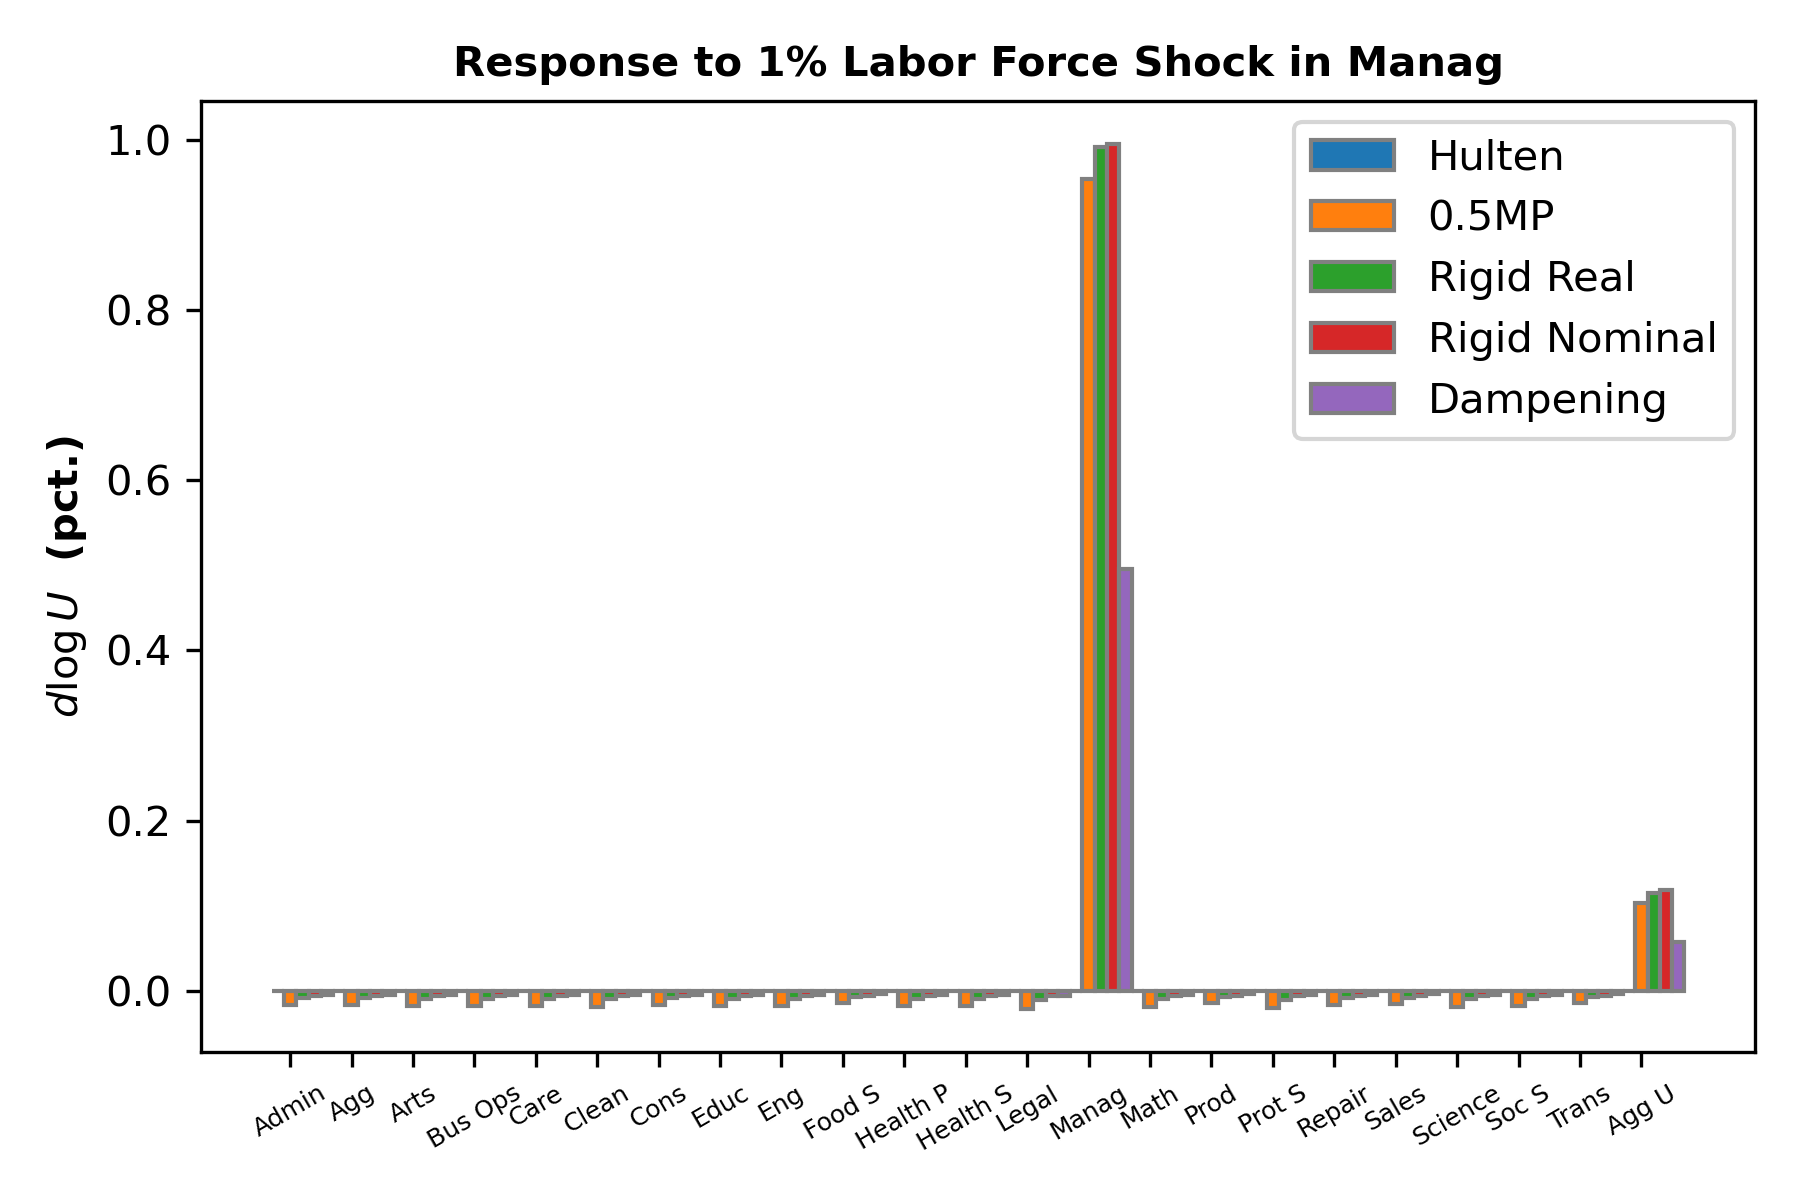 Response to 1% Labor Force Shock in Manag
1.0
0.8
0.6
0.4
0.2
0.0
dlog U (pct.)
Hulten
0.5MP
Rigid Real
Rigid Nominal
Dampening
Admin
Agg
Arts
Bus Ops
Care
Clean
Cons
Educ
Eng
Food S
Health P
Health S
Legal
Manag
Math
Prod
Prot S
Repair
Sales
Science
Soc S
Trans
Agg U